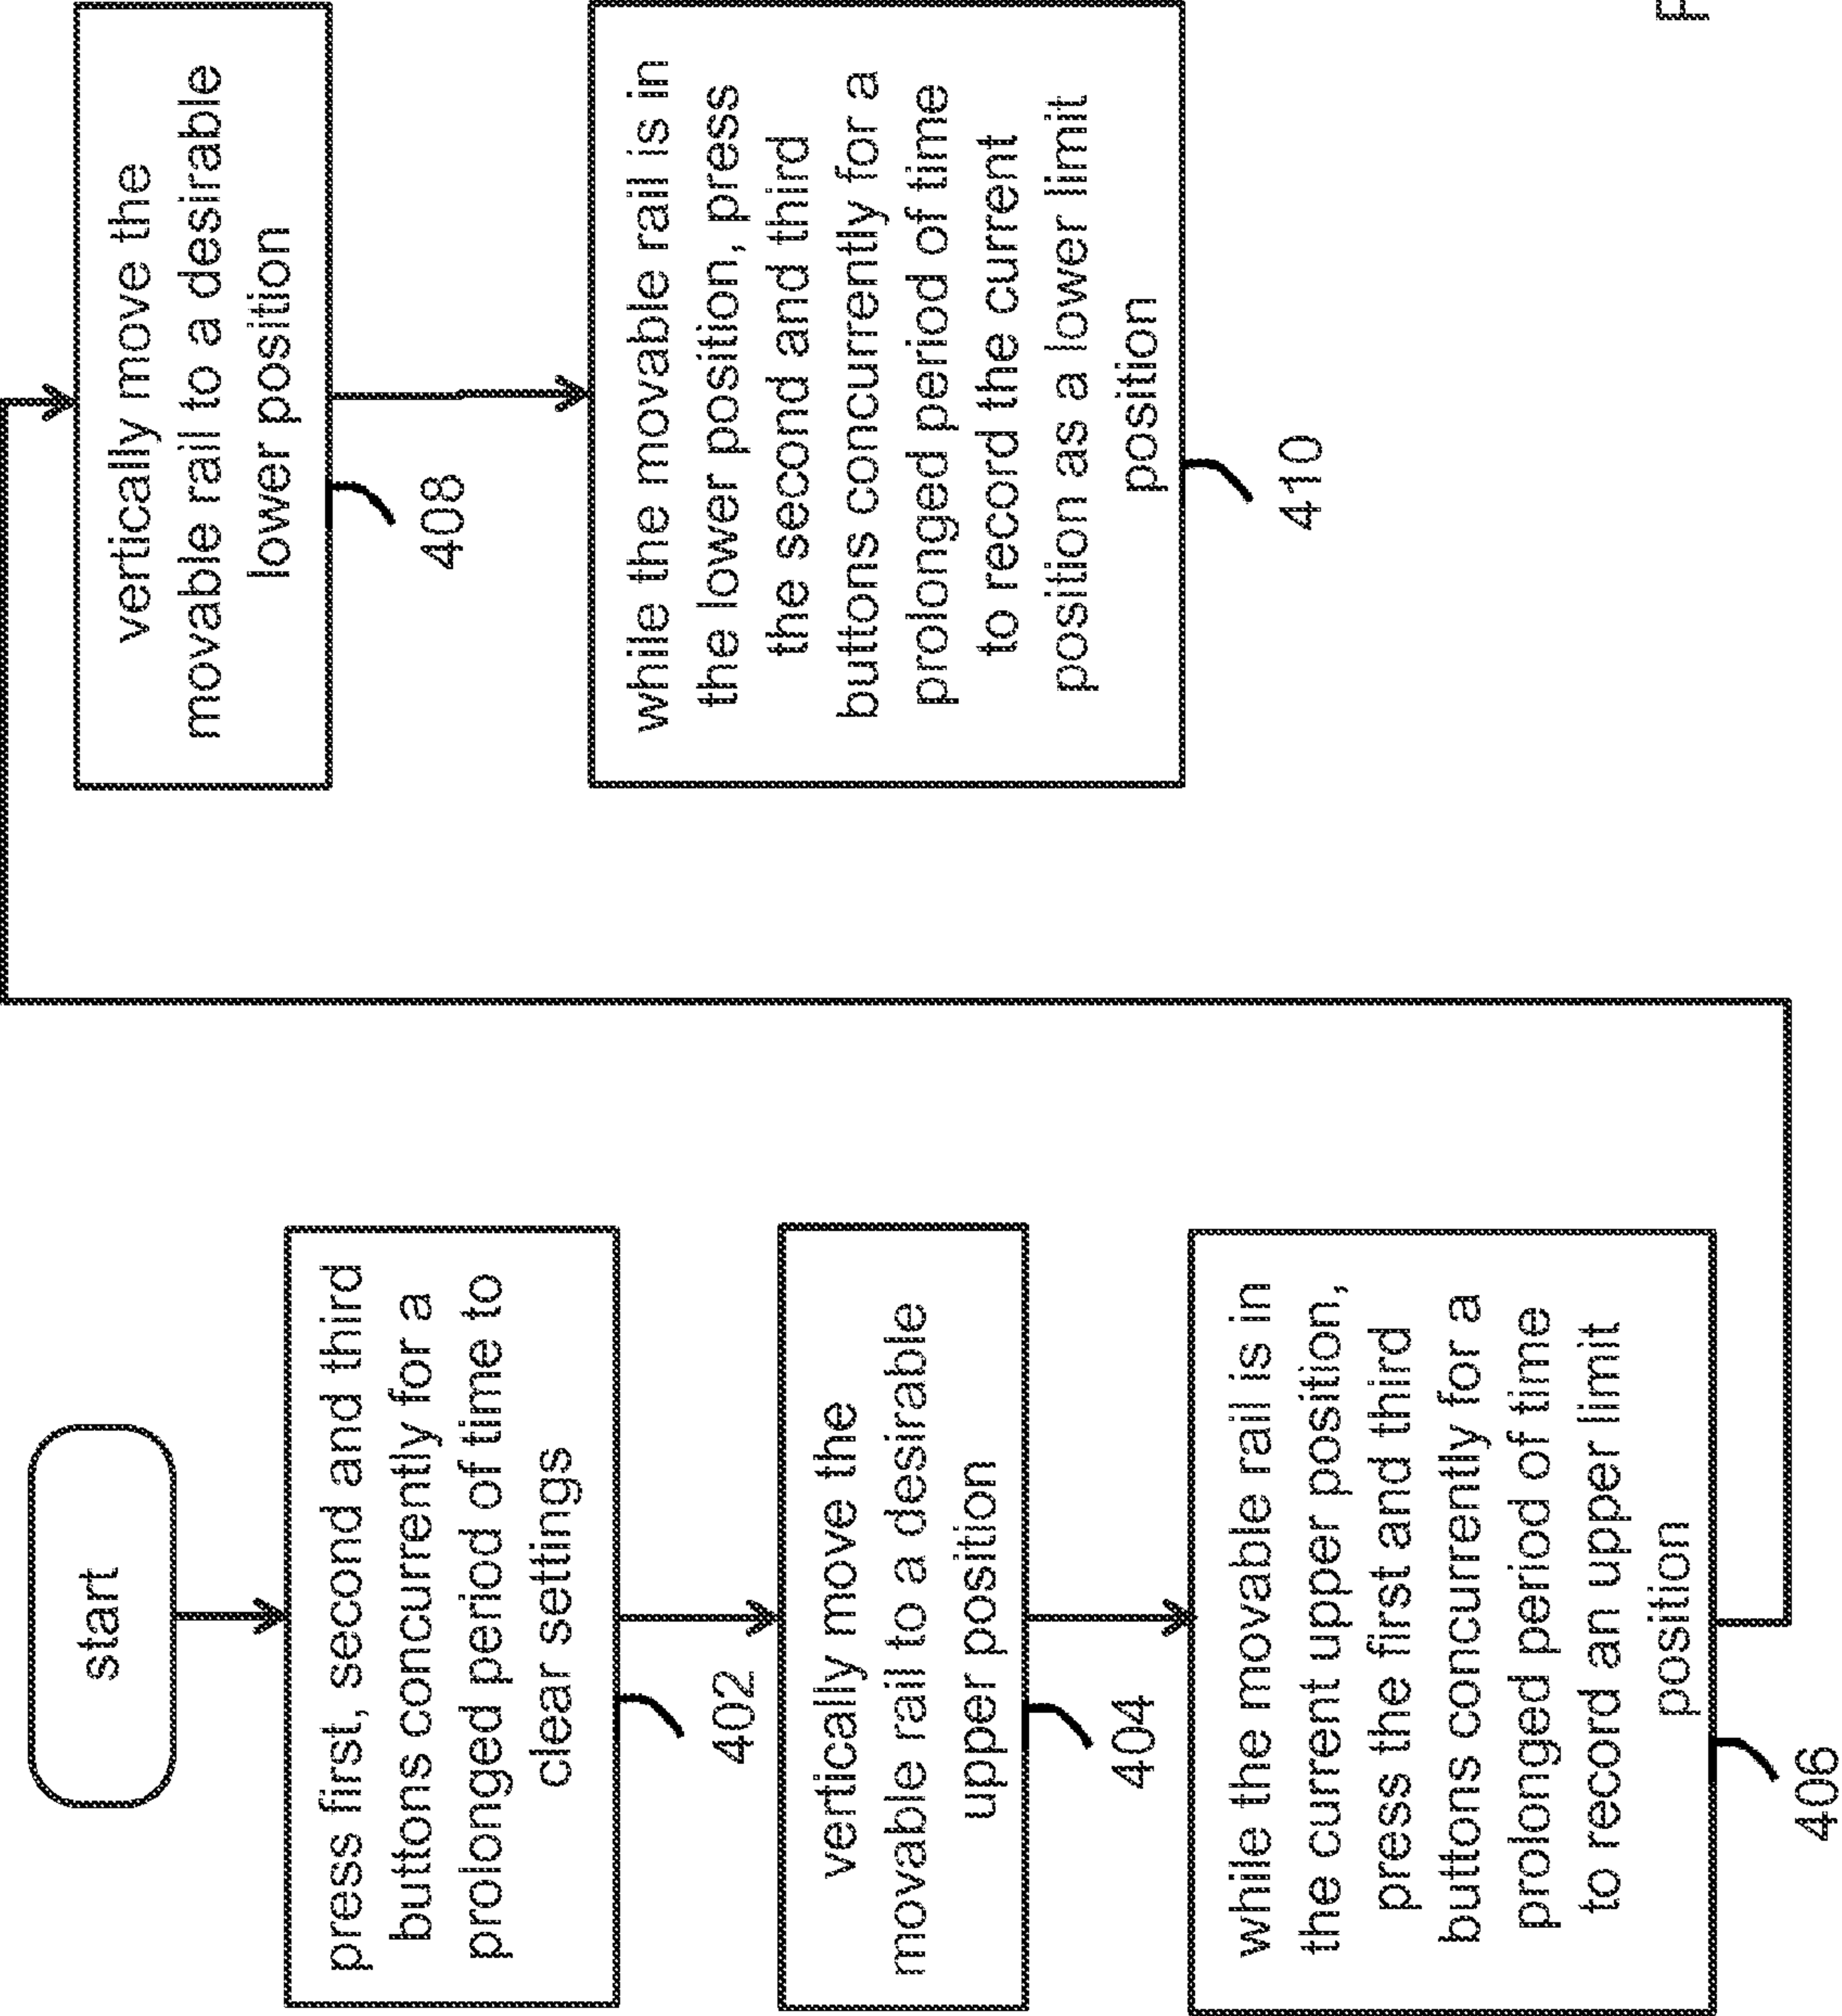 start
press first, second and third
buttons concurrently for a
prolonged period of time to
clear settings
402
vertically move the
movable rail to a desirable
upper position
404
while the movable rail is in
the current upper position,
press the first and third
buttons concurrently for a
prolonged period of time
to record an upper limit
position
406
vertically move the
movable rail to a desirable
lower position
408
while the movable rail is in
the lower position, press
the second and third
buttons concurrently for a
prolonged period of time
to record the current
position as a lower limit
position
410